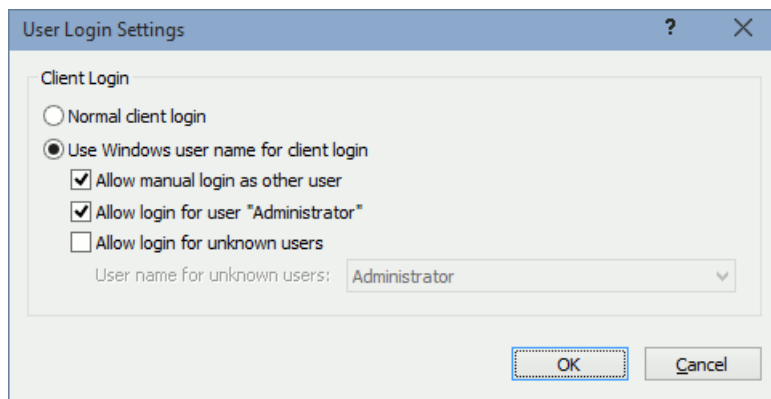 User Login Settings ?
Client Login
Normal client login
Use Windows user name for client login
Allow manual login as other user
Allow login for user "Administrator"
Allow login for unknown users
User name for unknown users: Administrator
OK Cancel